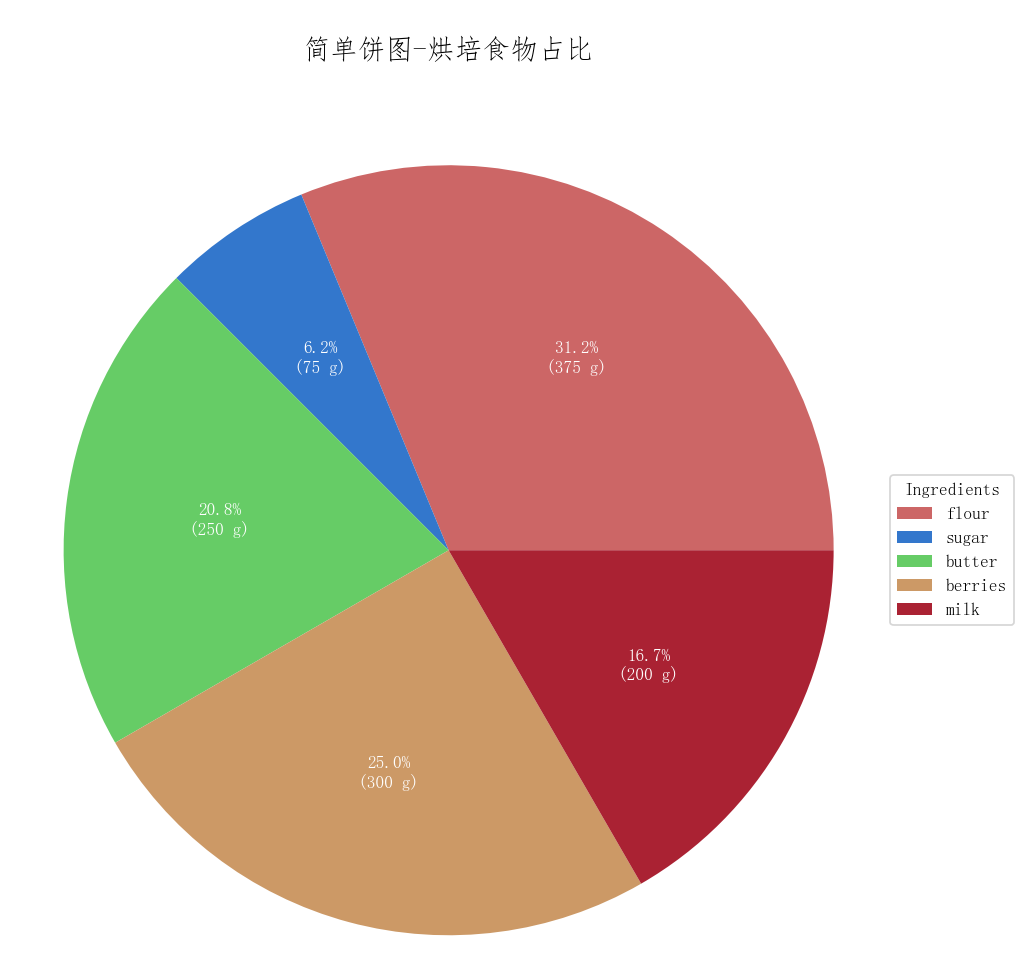 简单饼图-烘培食物占比
31.2%
(375 g)
6.2%
(75 g)
20.8%
(250 g)
25.0%
(300 g)
16.7%
(200 g)
Ingredients
flour
sugar
butter
berries
milk